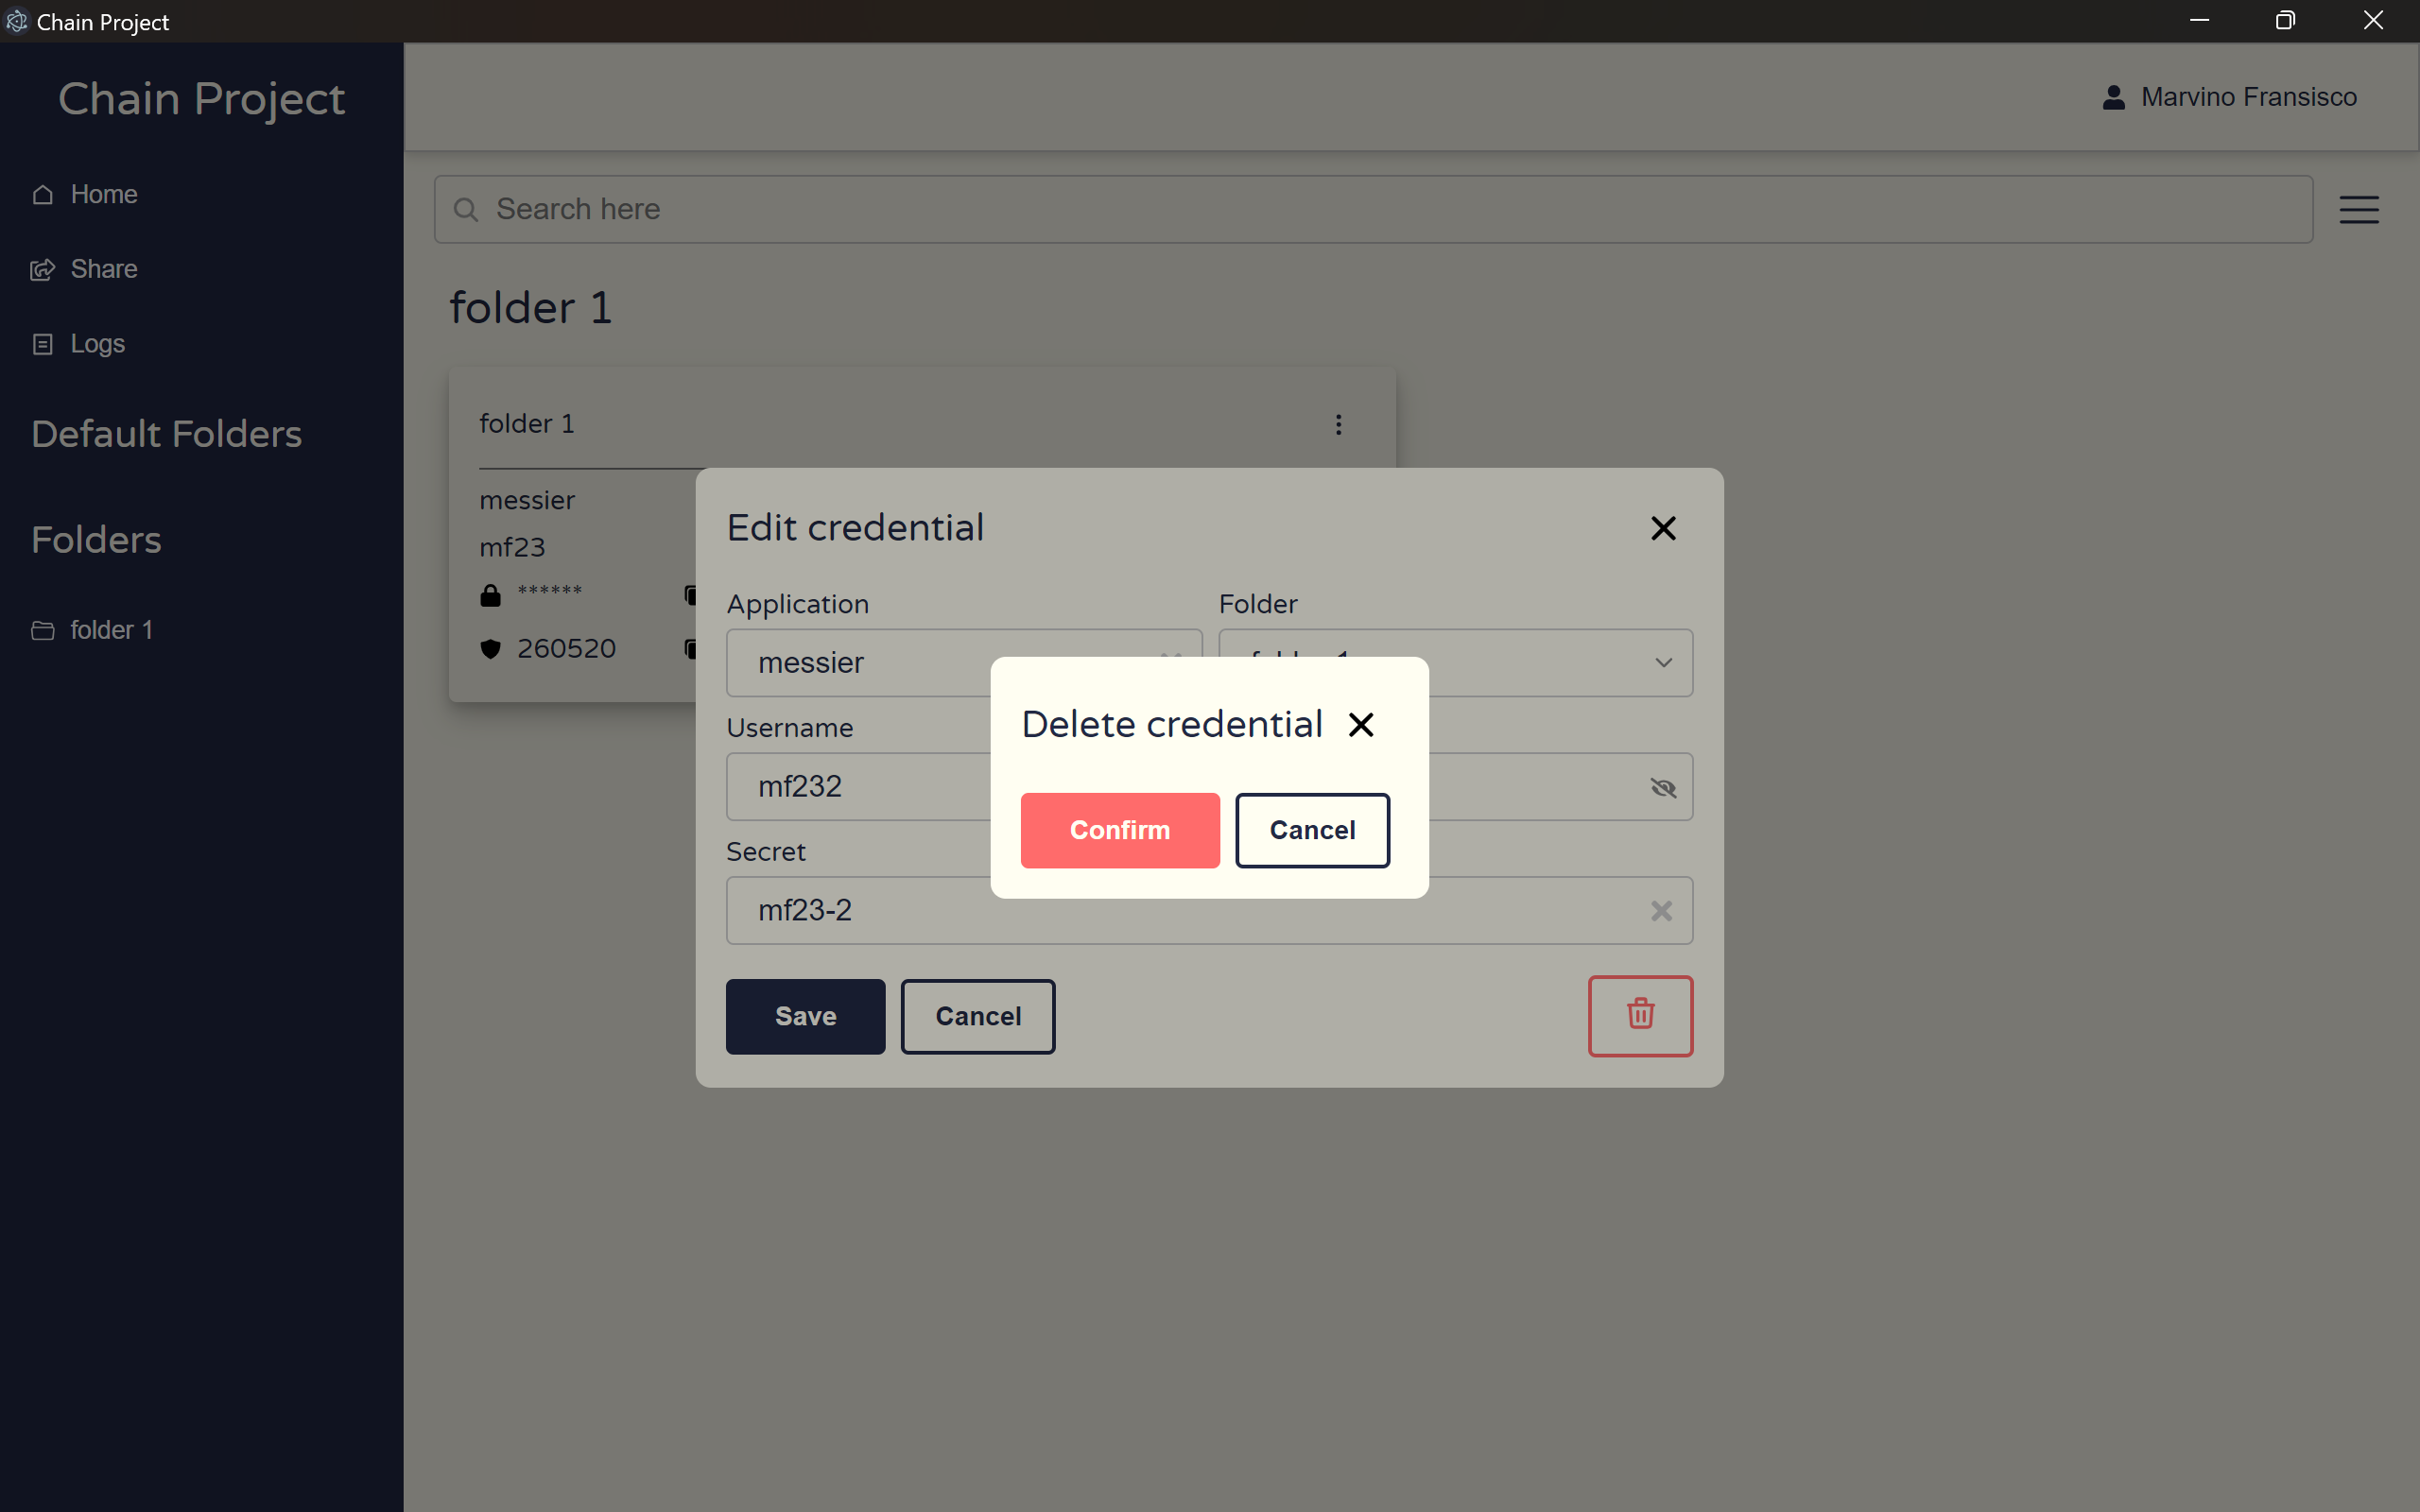 Chain Project
Chain Project
Marvino Fransisco
Home
Search here
Share
folder 1
Logs
folder 1
Default Folders
messier
Edit credential
Folders
mf23
******
Application
Folder
folder 1
260520
messier
Delete credential
Username
mf232
Confirm
Cancel
Secret
mf23-2
Save
Cancel